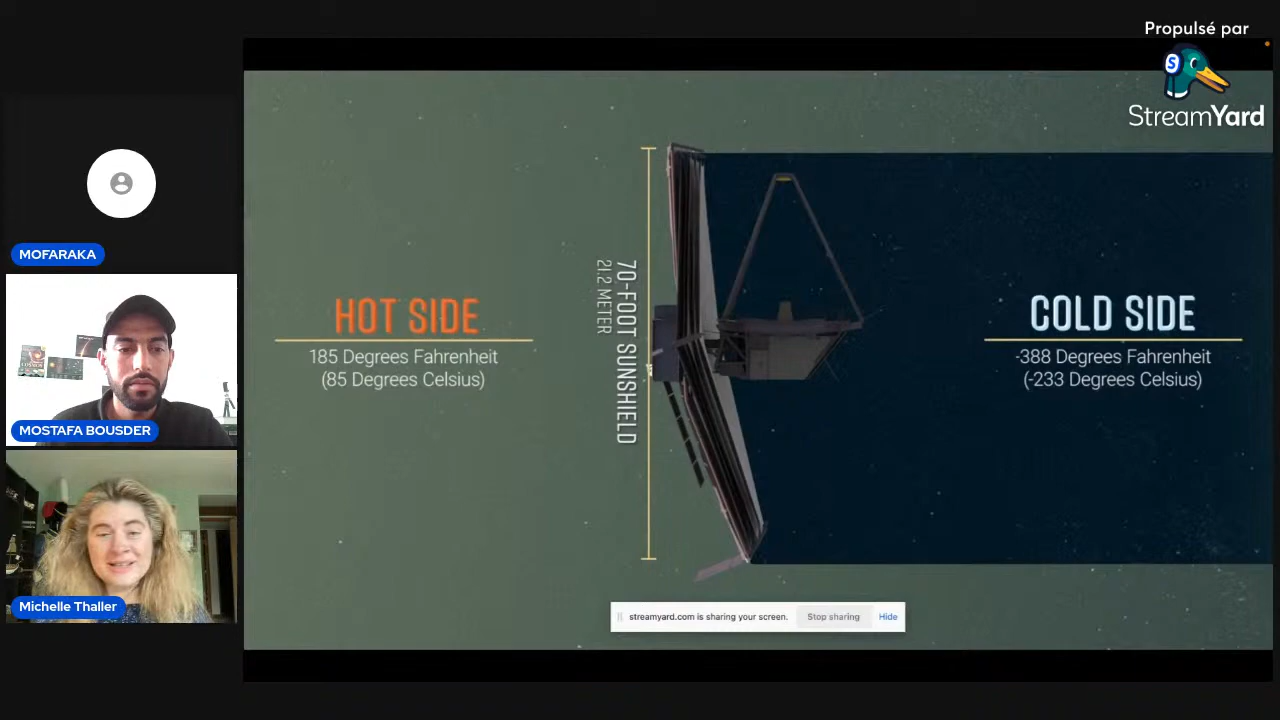 Propulsé par
S
StreamYard
MOFARAKA
MOSTAFA BOUSDER
Michelle Thaller
HOT SIDE
185 Degrees Fahrenheit
(85 Degrees Celsius)
70-FOOT SUNSHIELD
21.2 METER
COLD SIDE
-388 Degrees Fahrenheit
(-233 Degrees Celsius)
streamyard.com is sharing your screen.
Stop sharing
Hide